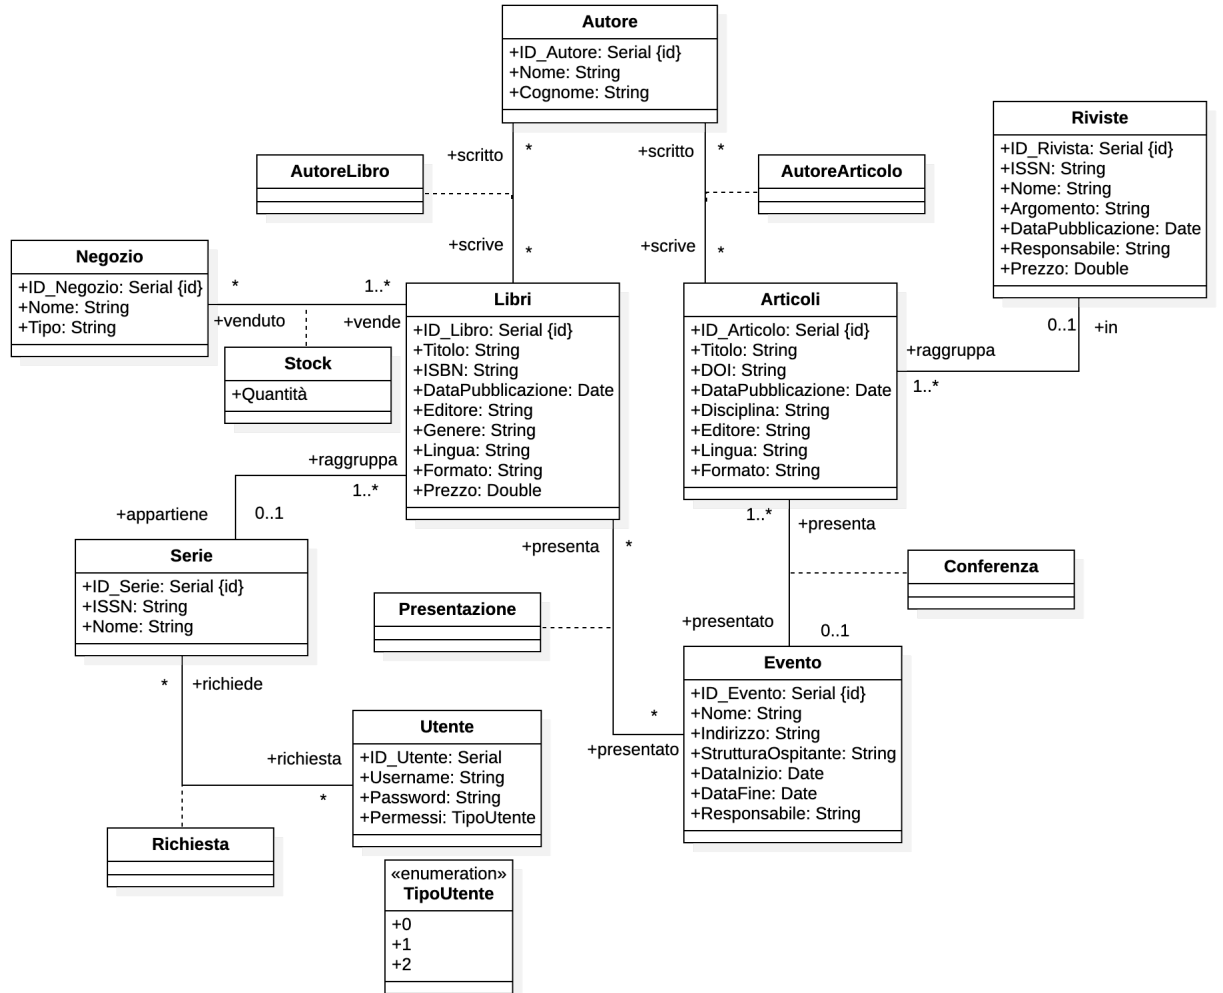 Autore
+ID_Autore: Serial {id}
+Nome: String
+Cognome: String
Riviste
+ID_Rivista: Serial {id}
+ISSN: String
+Nome: String
+Argomento: String
+DataPubblicazione: Date
+Responsabile: String
+Prezzo: Double
+scritto
*
+scritto
*
AutoreLibro
AutoreArticolo
+scrive
*
+scrive
*
Negozio
+ID_Negozio: Serial {id}
+Nome: String
+Tipo: String
*
1..*
+venduto
+vende
Stock
+Quantità
Libri
+ID_Libro: Serial {id}
+Titolo: String
+ISBN: String
+DataPubblicazione: Date
+Editore: String
+Genere: String
+Lingua: String
+Formato: String
+Prezzo: Double
Articoli
+ID_Articolo: Serial {id}
+Titolo: String
+DOI: String
+DataPubblicazione: Date
+Disciplina: String
+Editore: String
+Lingua: String
+Formato: String
0..1
+in
+raggruppa
1..*
+raggruppa
1..*
+appartiene
0..1
Serie
+ID_Serie: Serial {id}
+ISSN: String
+Nome: String
+presenta
*
1..*
+presenta
Presentazione
Conferenza
+presentato
0..1
*
+presentato
Evento
+ID_Evento: Serial {id}
+Nome: String
+Indirizzo: String
+StrutturaOspitante: String
+DataInizio: Date
+DataFine: Date
+Responsabile: String
*
+richiede
+richiesta
*
Utente
+ID_Utente: Serial
+Username: String
+Password: String
+Permessi: TipoUtente
Richiesta
«enumeration»
TipoUtente
+0
+1
+2